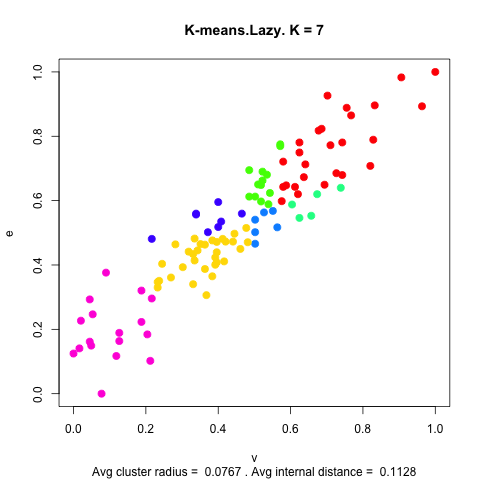 K-means.Lazy. K = 7
e
1.0
0.8
0.6
0.4
0.2
0.0
0.0 0.2 0.4 0.6 0.8 1.0
v
Avg cluster radius = 0.0767 . Avg internal distance = 0.1128